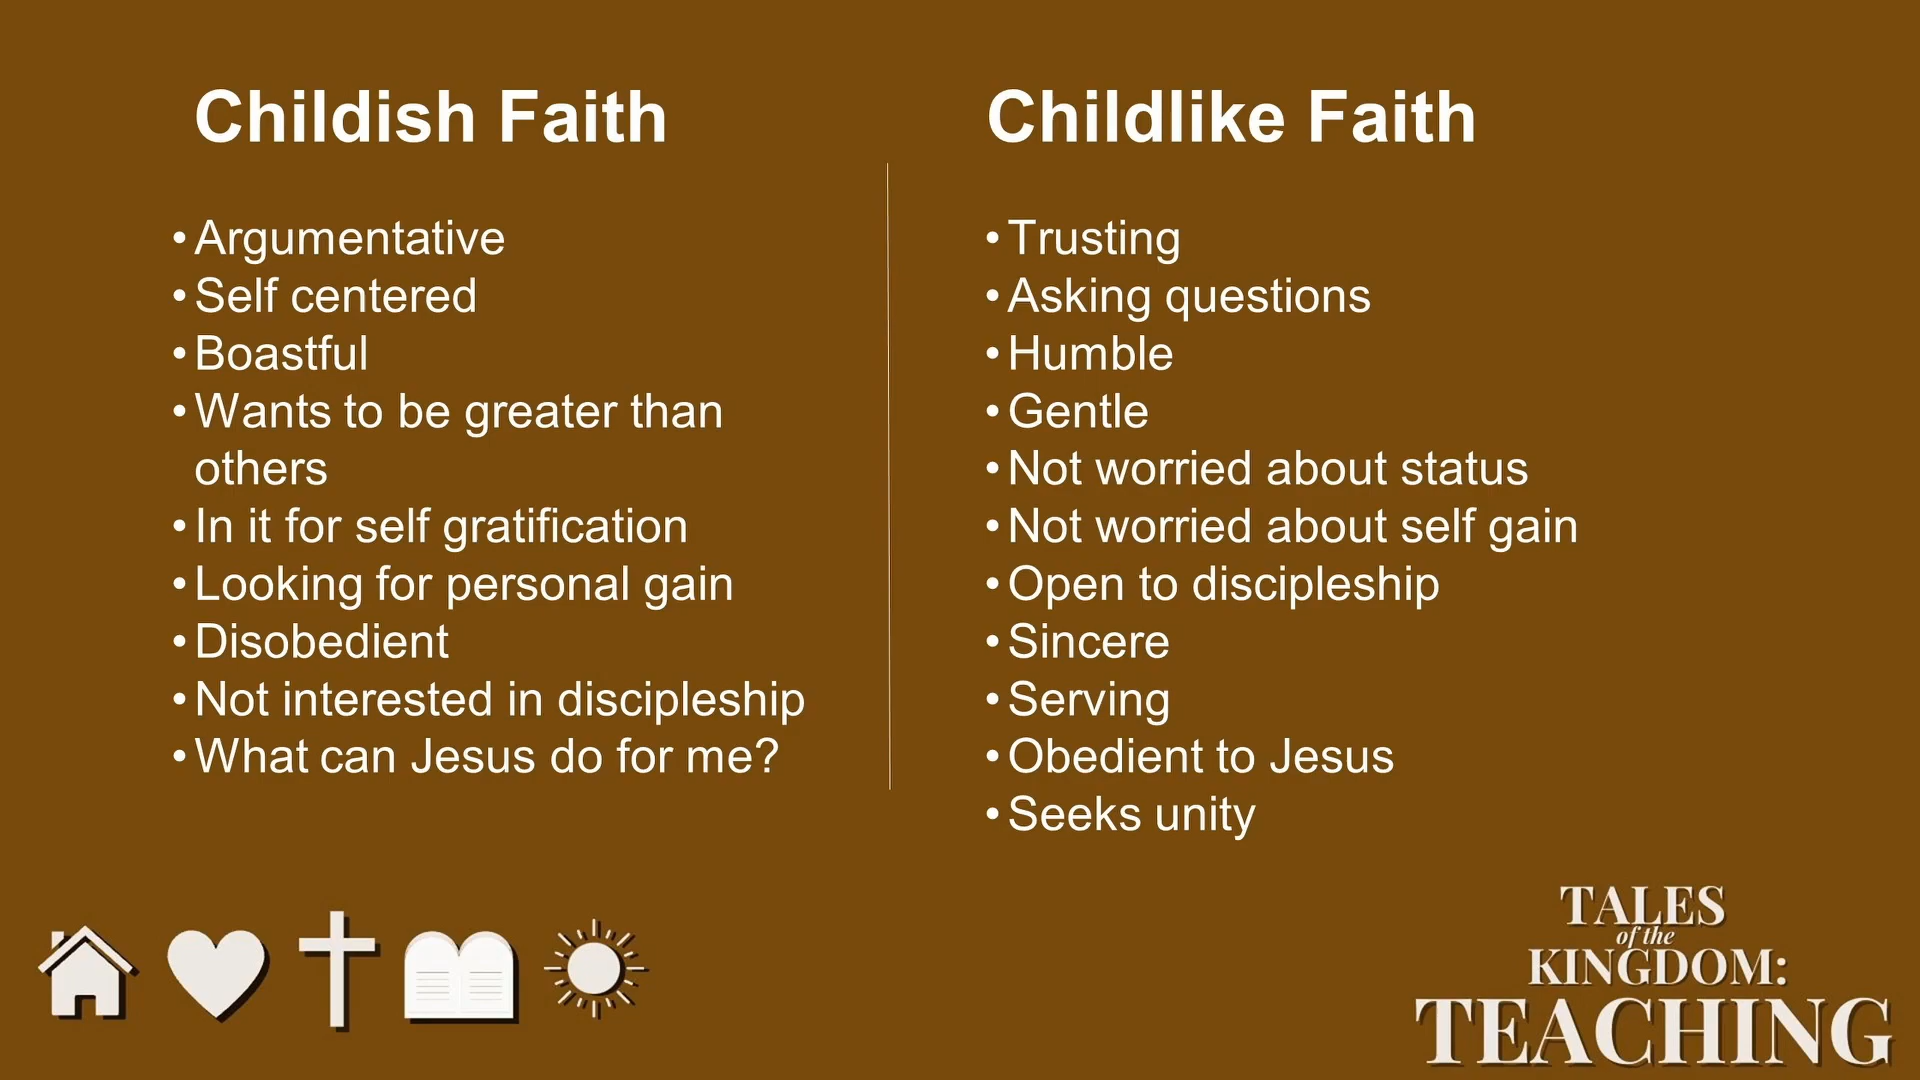 Childish Faith
• Argumentative
• Self centered
• Boastful
• Wants to be greater than
others
• In it for self gratification
• Looking for personal gain
• Disobedient
• Not interested in discipleship
• What can Jesus do for me?
Childlike Faith
• Trusting
• Asking questions
• Humble
• Gentle
• Not worried about status
• Not worried about self gain
• Open to discipleship
• Sincere
• Serving
• Obedient to Jesus
• Seeks unity
TALES
of the
KINGDOM:
TEACHING